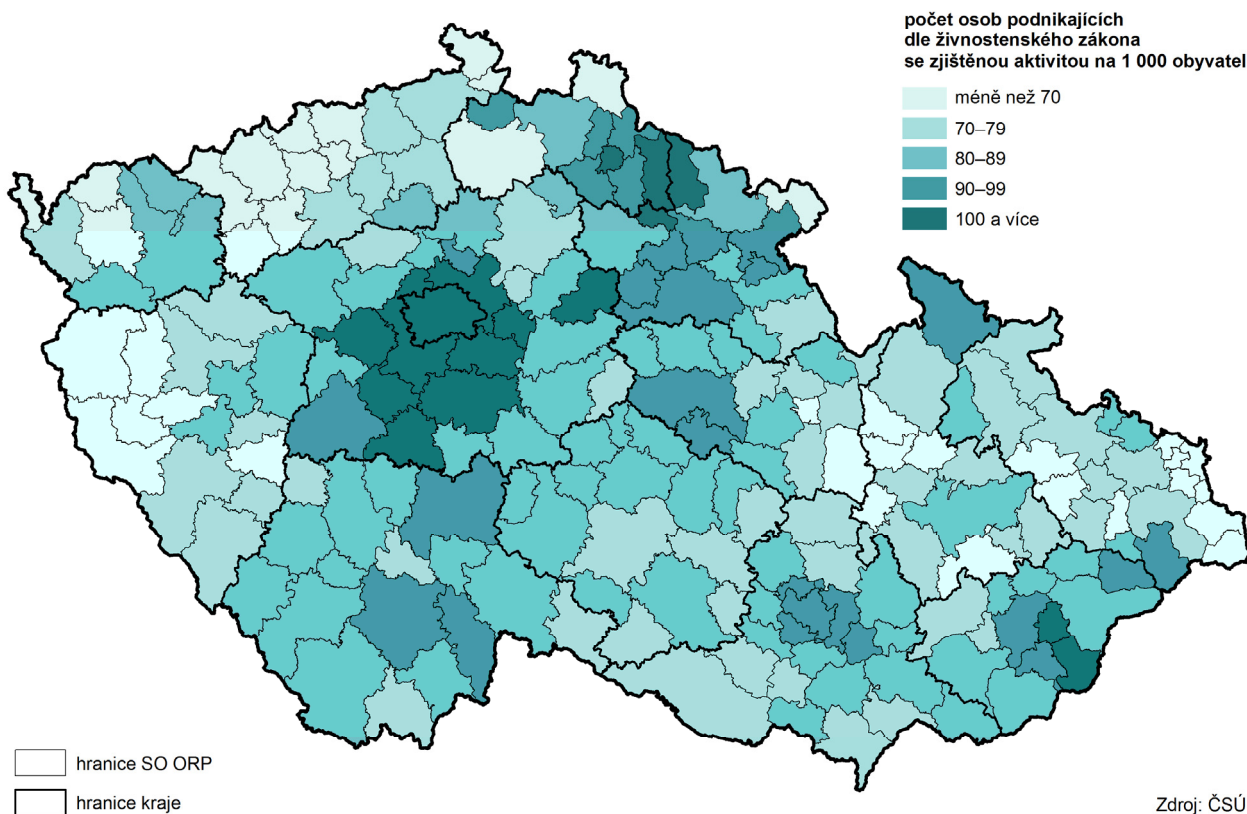 počet osob podnikajících
dle živnostenského zákona
se zjištěnou aktivitou na 1 000 obyvatel
méně než 70
70–79
80–89
90–99
100 a více
hranice SO ORP
hranice kraje
Zdroj: ČSÚ